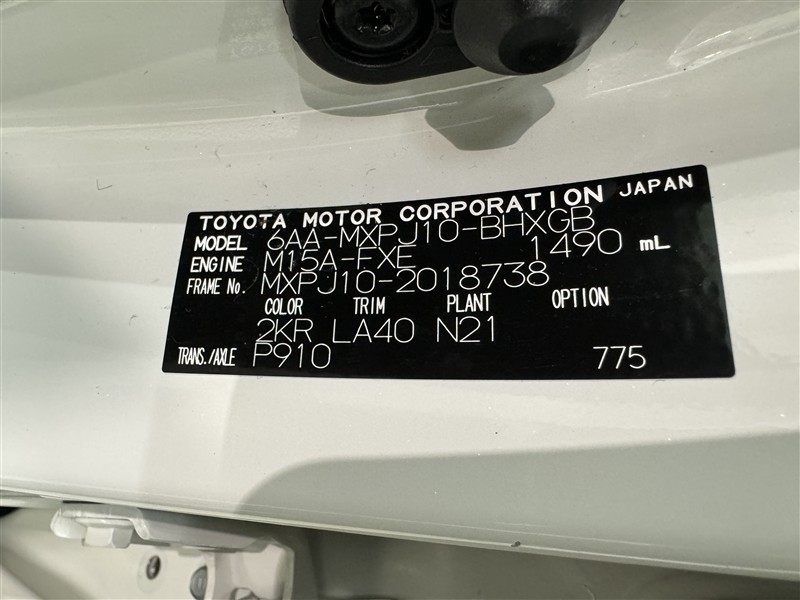 TOYOTA MOTOR CORPORATION JAPAN
MODEL 6AA-MXPJ10-BHXGB
ENGINE M15A-FXE 1490 mL
FRAME No. MXPJ10-2018738
COLOR TRIM PLANT OPTION
2KR LA40 N21
TRANS./AXLE P910 775